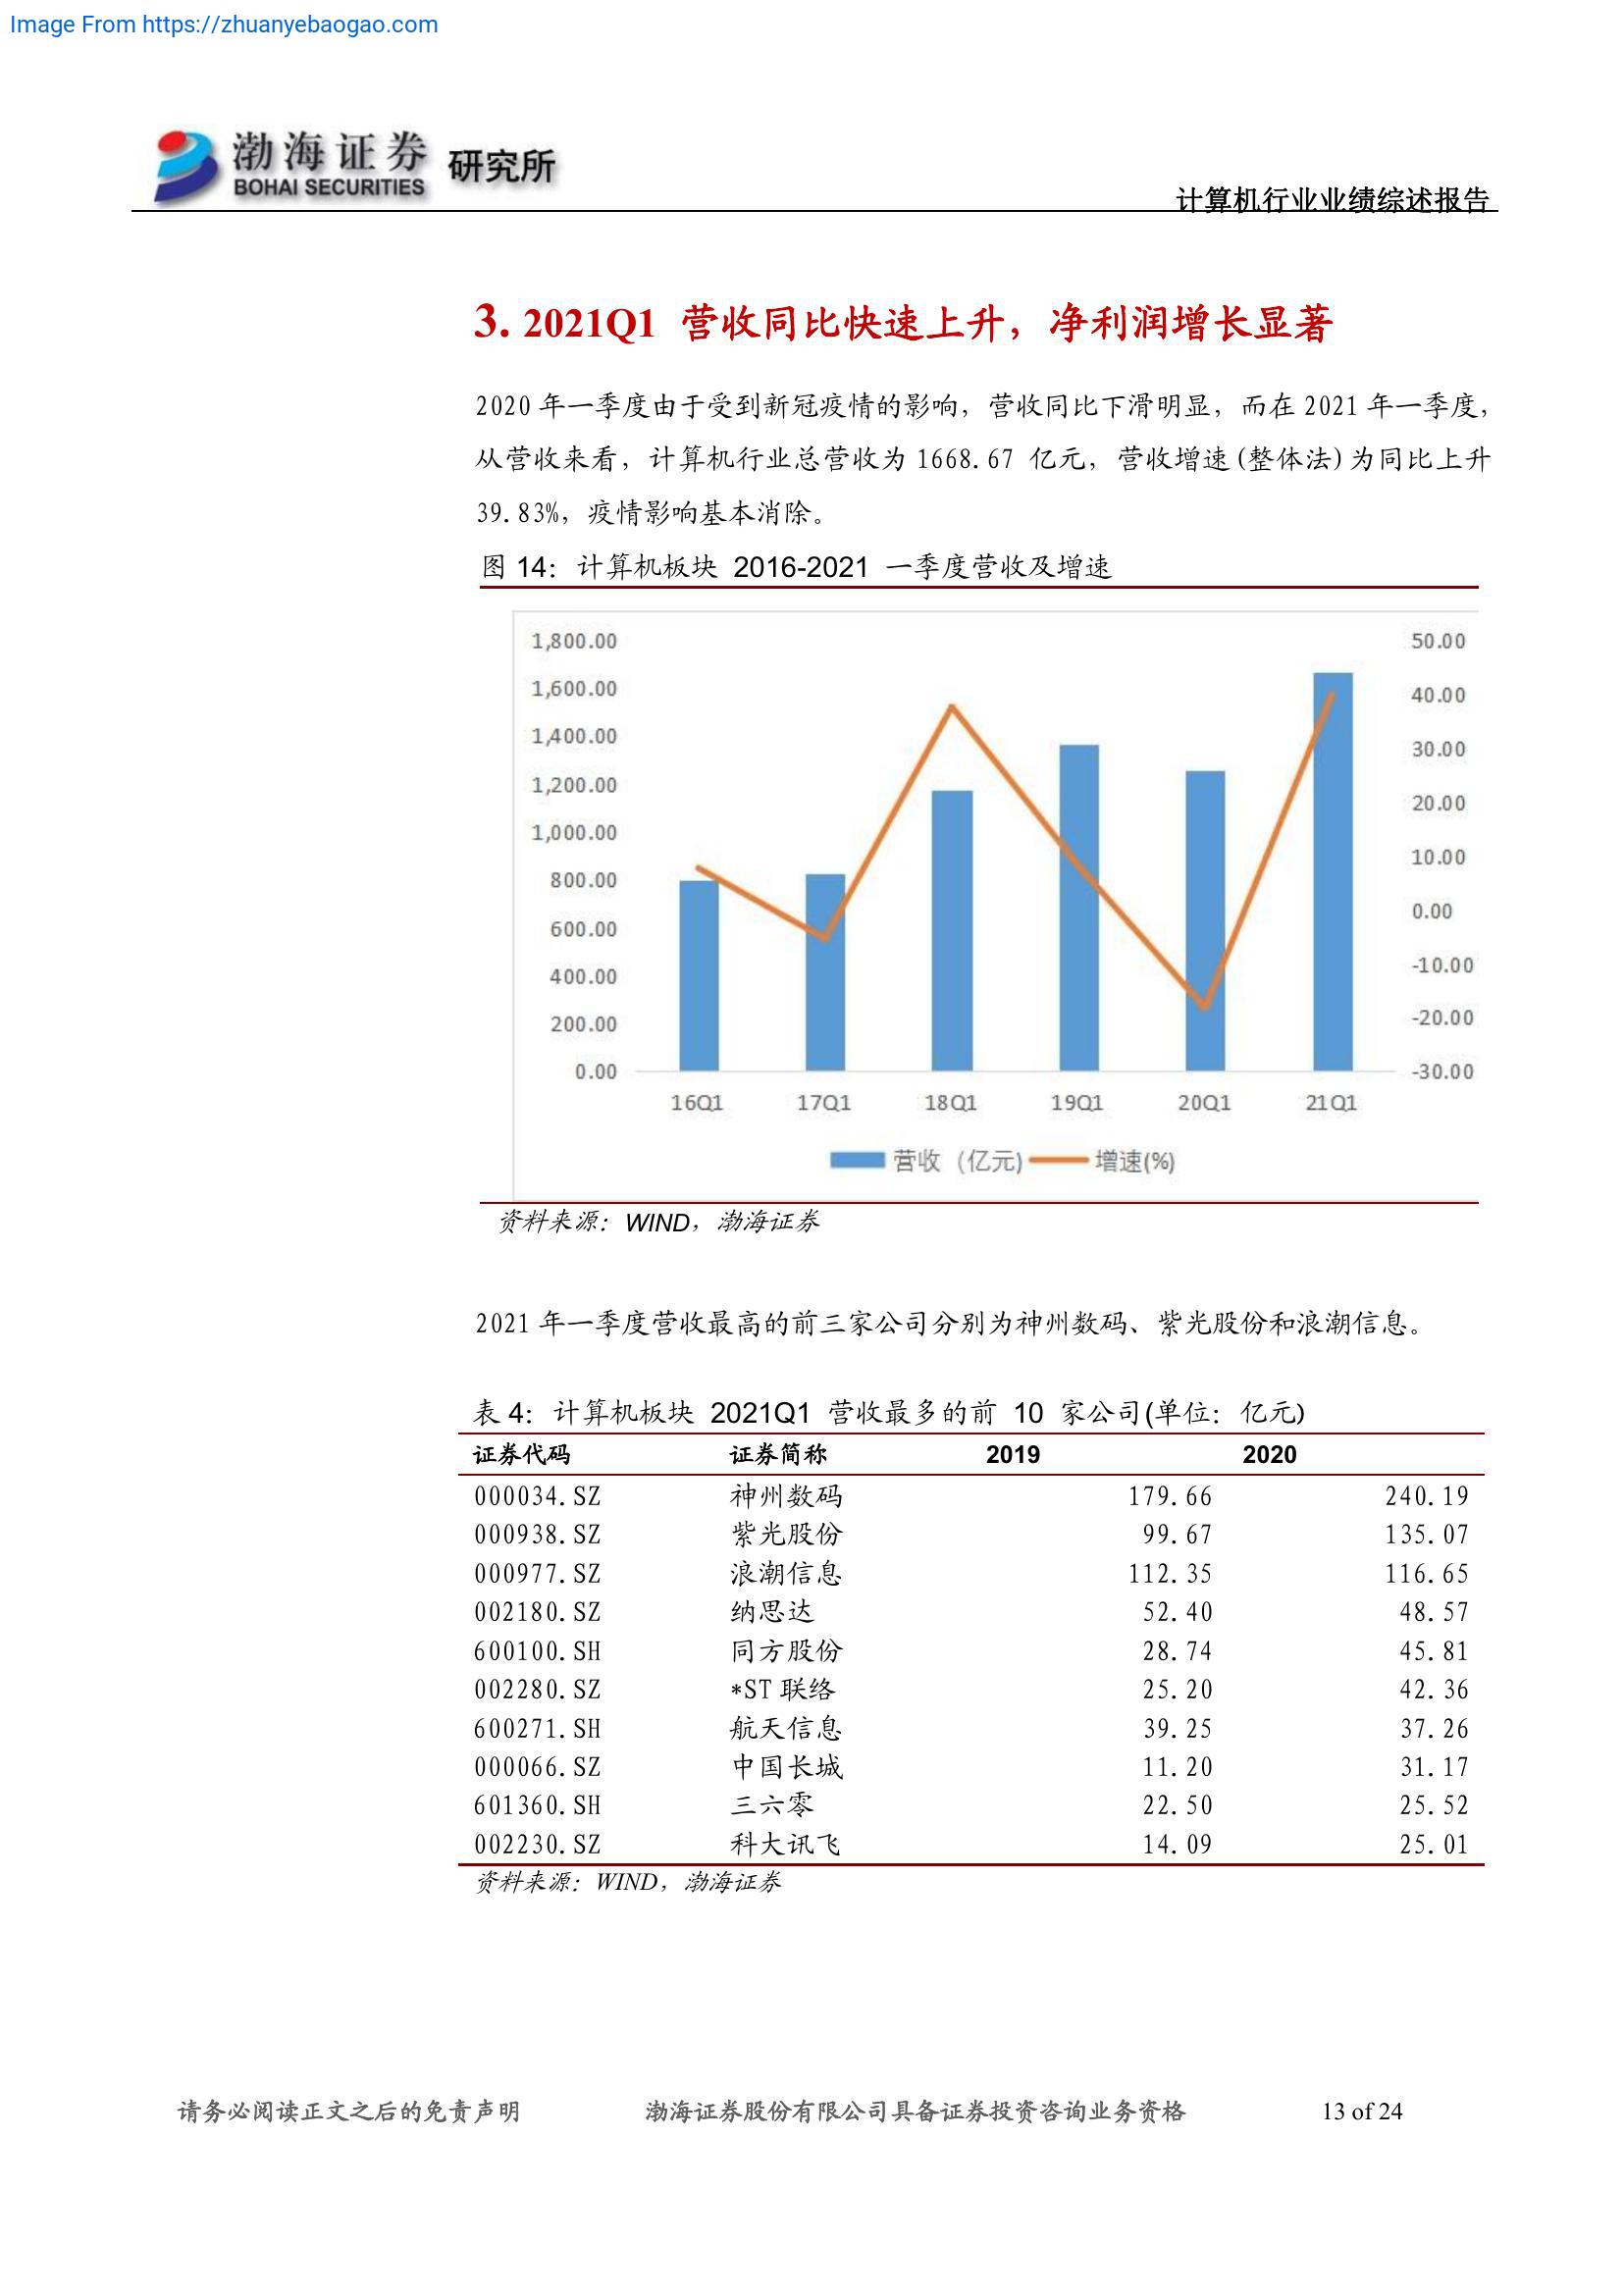 Image From https://zhuanyebaogao.com
渤海证券 研究所
BOHAI SECURITIES
计算机行业业绩综述报告
3. 2021Q1 营收同比快速上升，净利润增长显著
2020 年一季度由于受到新冠疫情的影响，营收同比下滑明显，而在 2021 年一季度，
从营收来看，计算机行业总营收为 1668.67 亿元，营收增速(整体法)为同比上升
39.83%，疫情影响基本消除。
图 14：计算机板块 2016-2021 一季度营收及增速
1,800.00 50.00
1,600.00 40.00
1,400.00 30.00
1,200.00 20.00
1,000.00 10.00
800.00 0.00
600.00 -10.00
400.00 -20.00
200.00 -30.00
0.00
16Q1 17Q1 18Q1 19Q1 20Q1 21Q1
营收（亿元) 增速(%)
资料来源：WIND，渤海证券
2021 年一季度营收最高的前三家公司分别为神州数码、紫光股份和浪潮信息。
表 4：计算机板块 2021Q1 营收最多的前 10 家公司(单位：亿元)
证券代码 证券简称 2019 2020
000034.SZ 神州数码 179.66 240.19
000938.SZ 紫光股份 99.67 135.07
000977.SZ 浪潮信息 112.35 116.65
002180.SZ 纳思达 52.40 48.57
600100.SH 同方股份 28.74 45.81
002280.SZ *ST 联络 25.20 42.36
600271.SH 航天信息 39.25 37.26
000066.SZ 中国长城 11.20 31.17
601360.SH 三六零 22.50 25.52
002230.SZ 科大讯飞 14.09 25.01
资料来源：WIND，渤海证券
请务必阅读正文之后的免责声明 渤海证券股份有限公司具备证券投资咨询业务资格 13 of 24